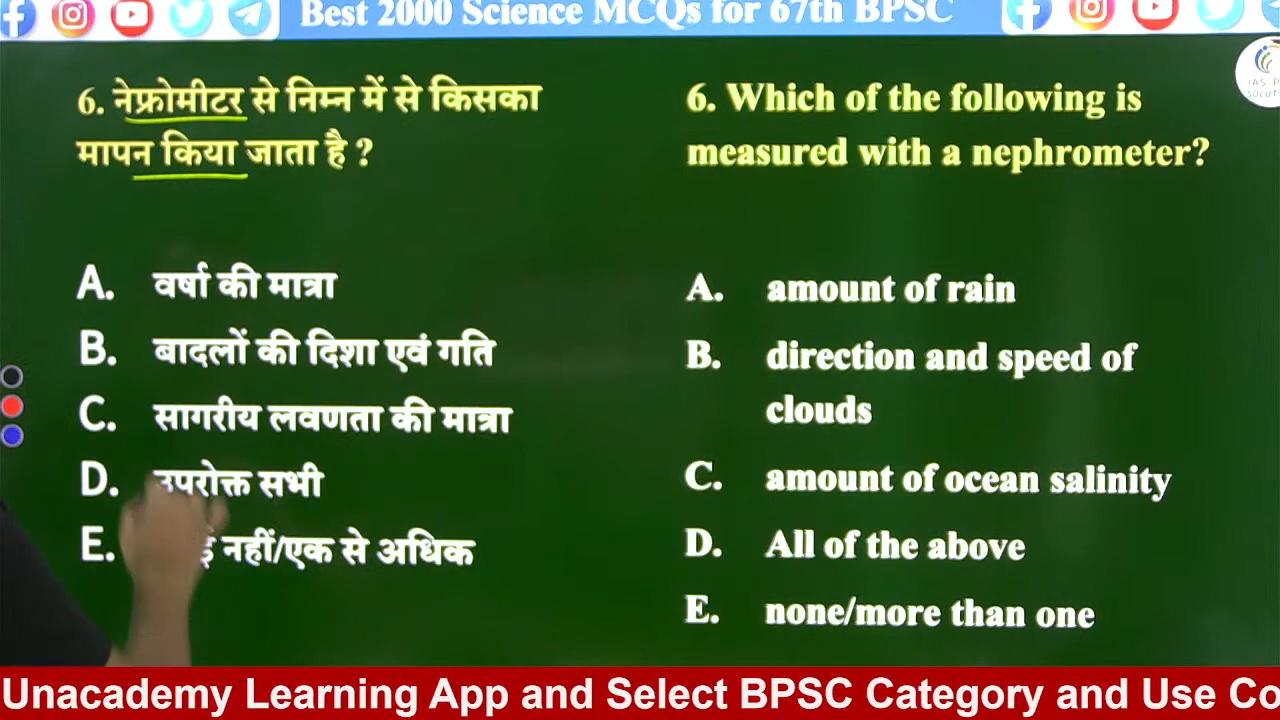 Best 2000 Science MCQs for 67th BPSC
6. नेफ्रोमीटर से निम्न में से किसका
मापन किया जाता है ?
A. वर्षा की मात्रा
B. बादलों की दिशा एवं गति
C. सागरीय लवणता की मात्रा
D. उपरोक्त सभी
E. नहीं/एक से अधिक
6. Which of the following is
measured with a nephrometer?
A. amount of rain
B. direction and speed of
clouds
C. amount of ocean salinity
D. All of the above
E. none/more than one
IAS
Unacademy Learning App and Select BPSC Category and Use